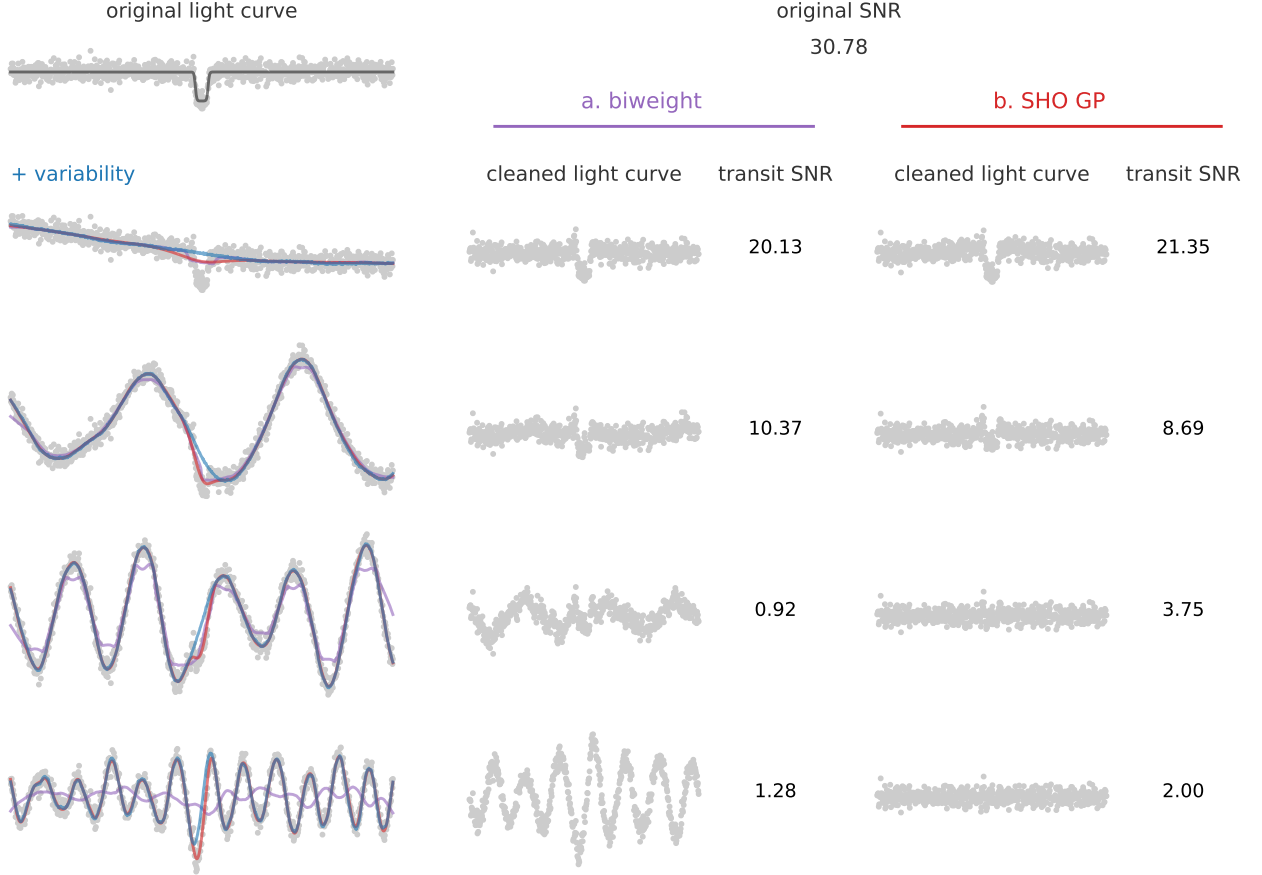 original light curve
original SNR
30.78
a. biweight
b. SHO GP
+ variability
cleaned light curve
transit SNR
cleaned light curve
transit SNR
20.13
21.35
10.37
8.69
0.92
3.75
1.28
2.00